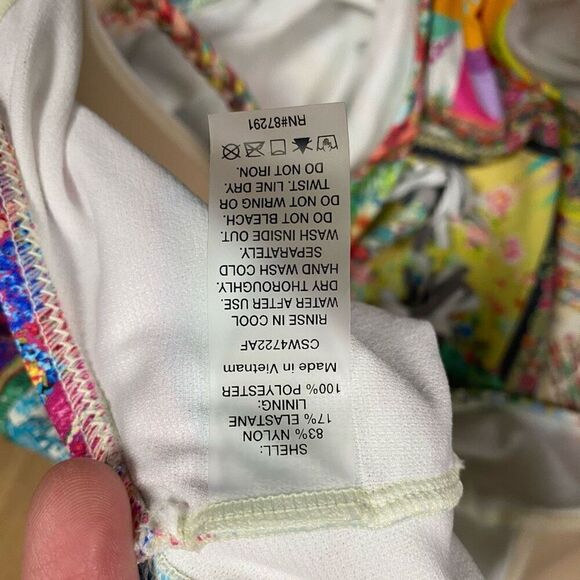 SHELL:
83% NYLON
17% ELASTANE
LINING:
100% POLYESTER
Made in Vietnam
CSW4722AF
RINSE IN COOL
WATER AFTER USE.
DRY THOROUGHLY.
HAND WASH COLD
SEPARATELY.
WASH INSIDE OUT.
DO NOT BLEACH.
DO NOT WRING OR
TWIST. LINE DRY.
DO NOT IRON.
RN#87291